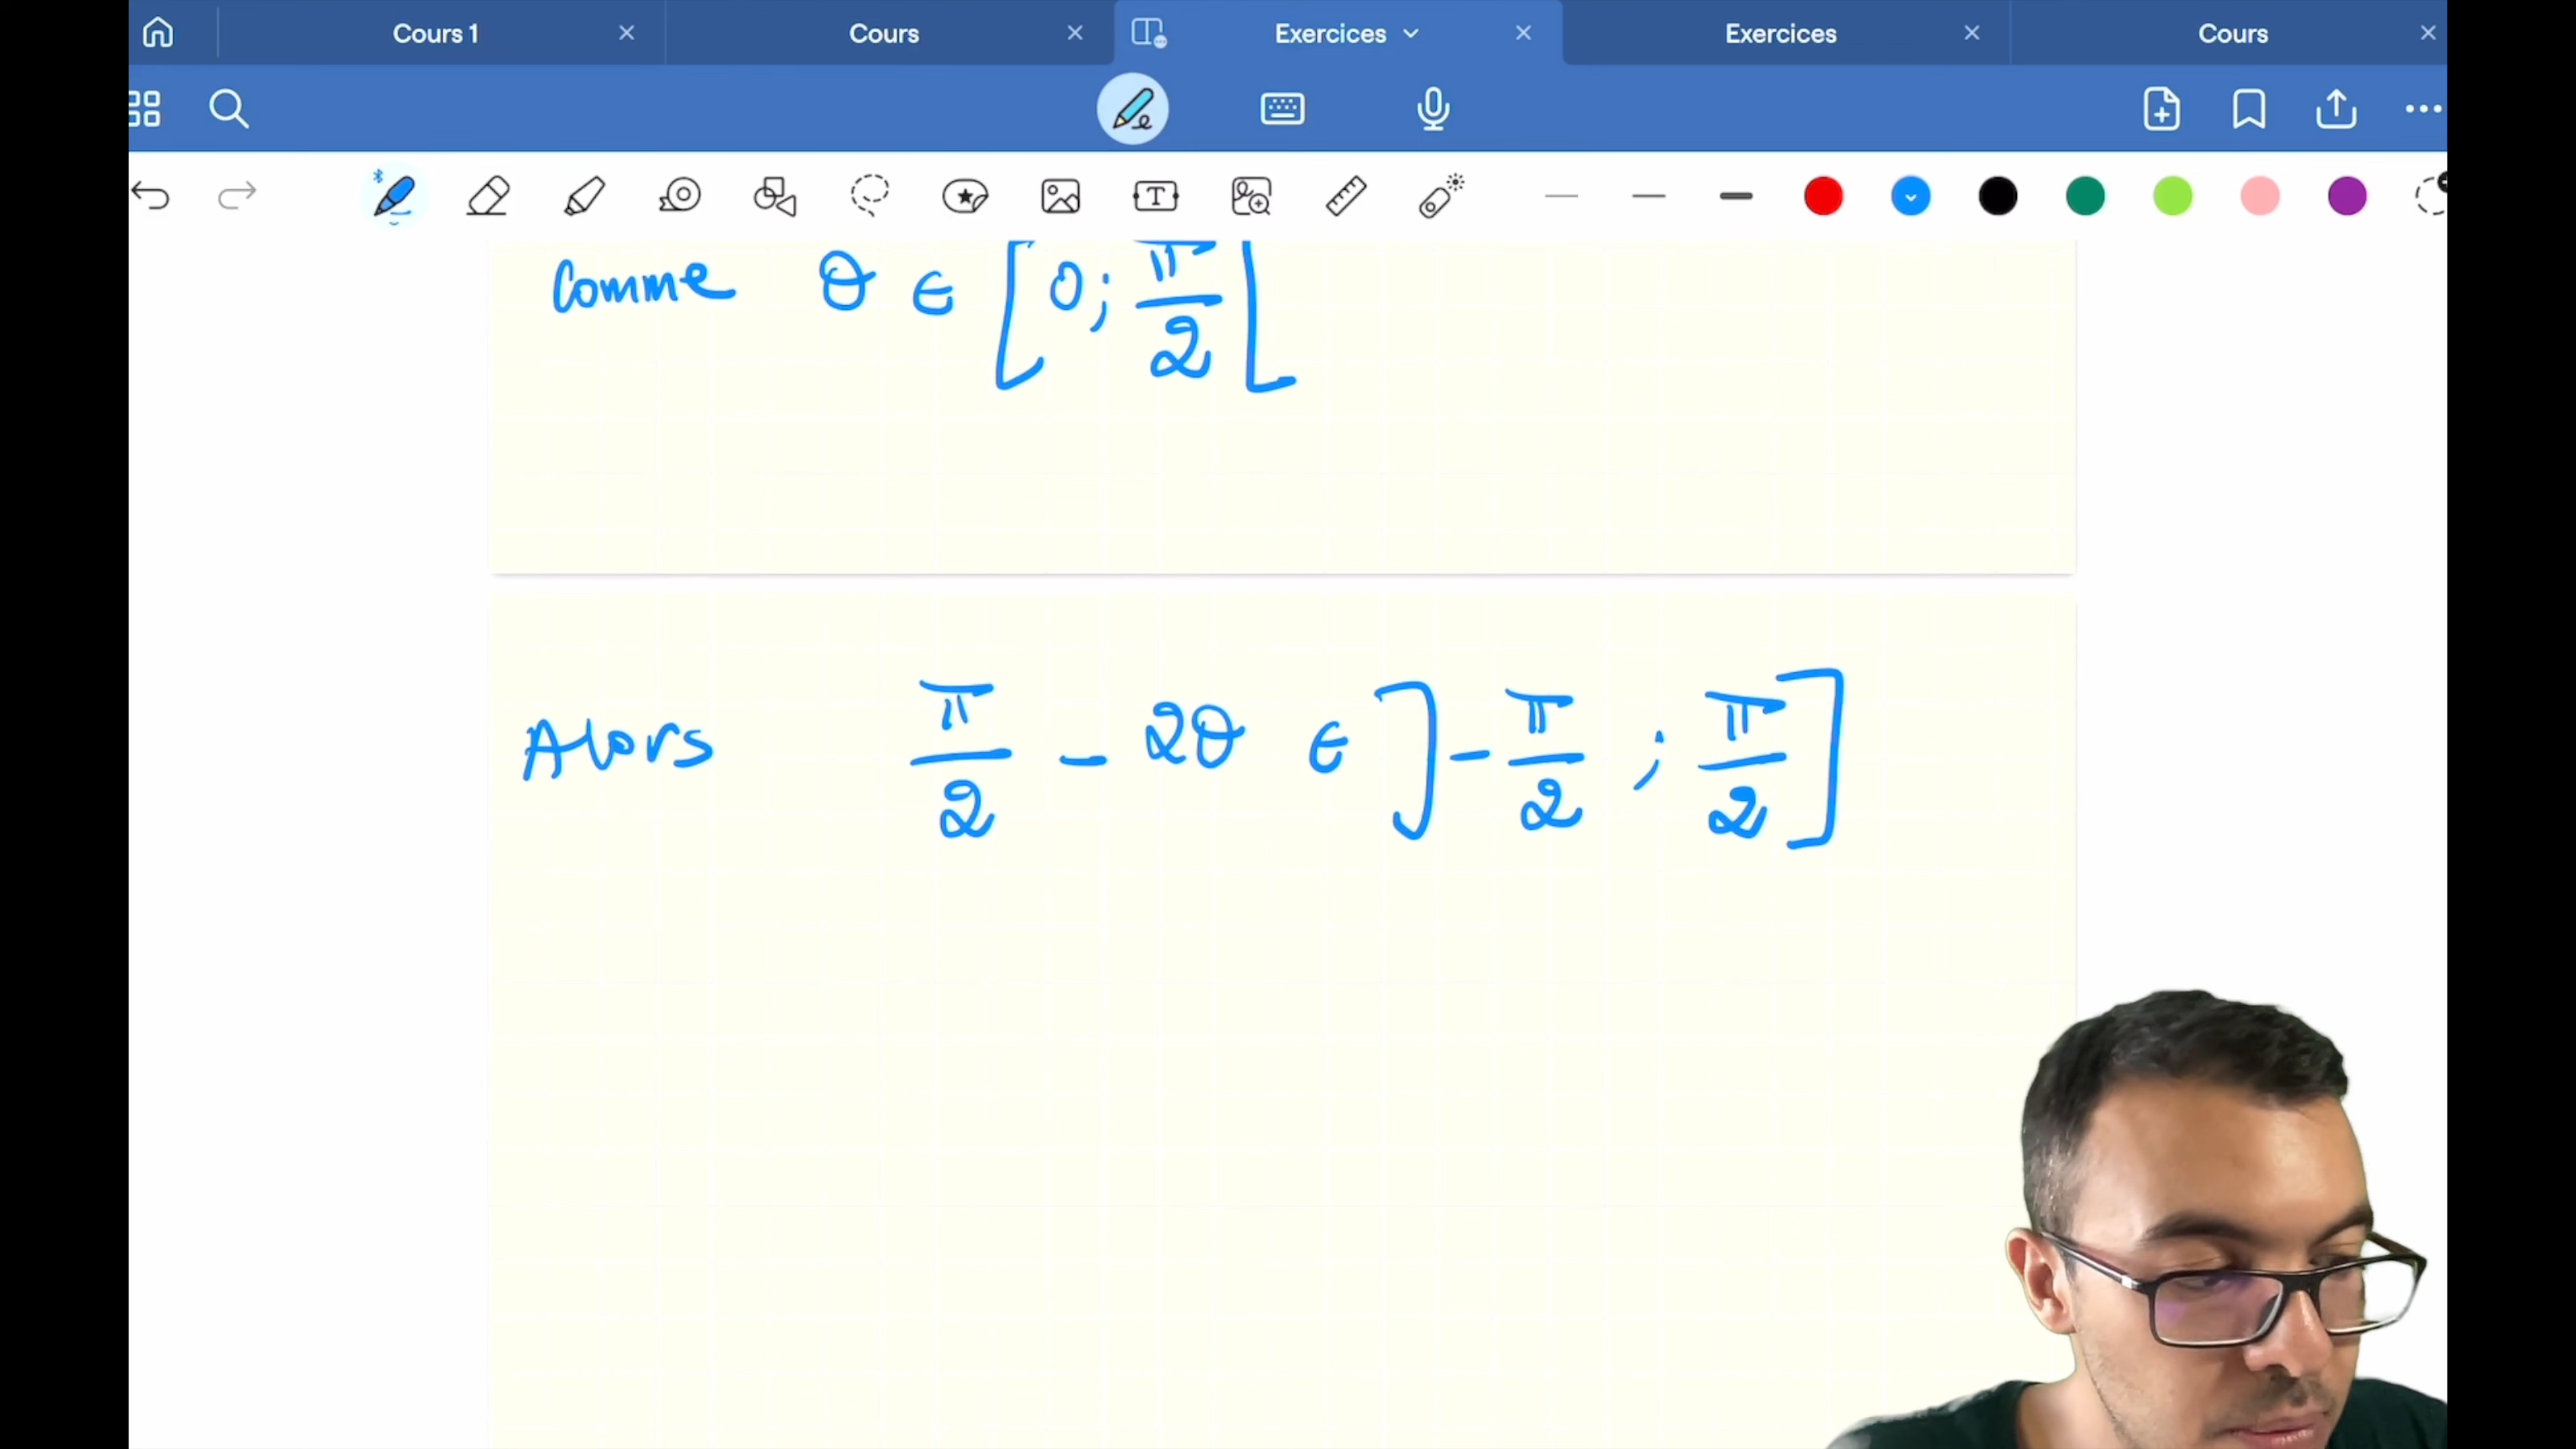 Cours 1 Cours Exercices Exercices Cours
Comme θ ∈ [0; π/2[
Alors π/2 - 2θ ∈ ]-π/2 ; π/2]